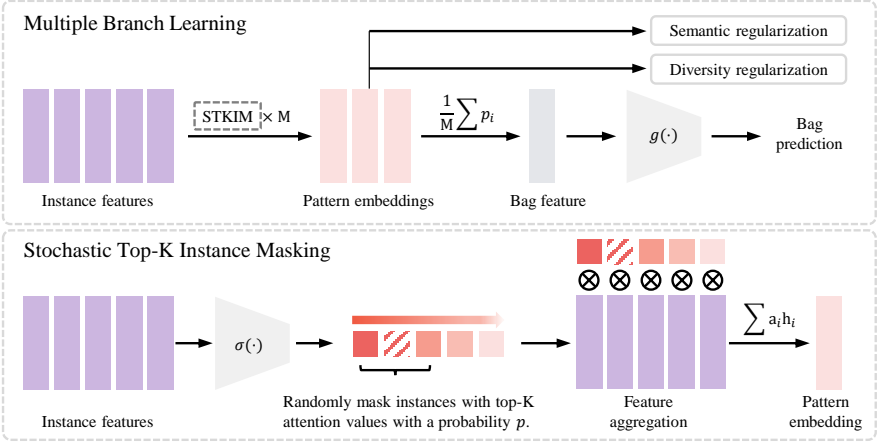 Multiple Branch Learning
Semantic regularization
Diversity regularization
STKIM × M
1/M ∑ p_i
g(·)
Bag
prediction
Instance features
Pattern embeddings
Bag feature
Stochastic Top-K Instance Masking
σ(·)
∑ a_i h_i
Randomly mask instances with top-K
attention values with a probability p.
Instance features
Feature
aggregation
Pattern
embedding